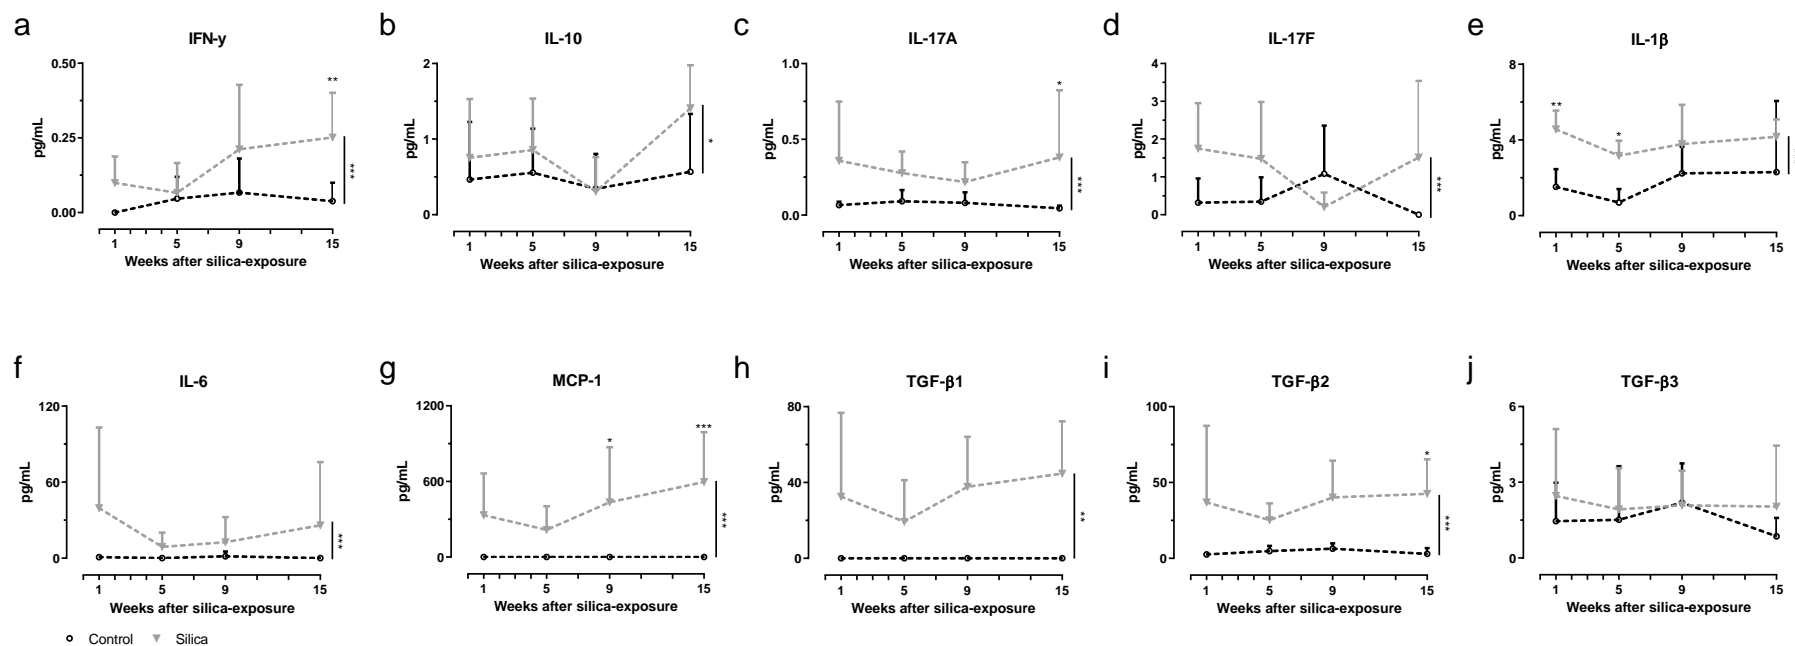 a
IFN-y
0.50
0.25
0.00
pg/mL
**
***
1 5 9 15
Weeks after silica-exposure
b
IL-10
2
1
0
pg/mL
*
1 5 9 15
Weeks after silica-exposure
c
IL-17A
1.0
0.5
0.0
pg/mL
*
***
1 5 9 15
Weeks after silica-exposure
d
IL-17F
4
3
2
1
0
pg/mL
***
1 5 9 15
Weeks after silica-exposure
e
IL-1β
8
4
0
pg/mL
**
*
1 5 9 15
Weeks after silica-exposure
f
IL-6
120
60
0
pg/mL
***
1 5 9 15
Weeks after silica-exposure
g
MCP-1
1200
600
0
pg/mL
*
***
***
1 5 9 15
Weeks after silica-exposure
h
TGF-β1
80
40
0
pg/mL
**
1 5 9 15
Weeks after silica-exposure
i
TGF-β2
100
50
0
pg/mL
*
***
1 5 9 15
Weeks after silica-exposure
j
TGF-β3
6
3
0
pg/mL
1 5 9 15
Weeks after silica-exposure
Control Silica